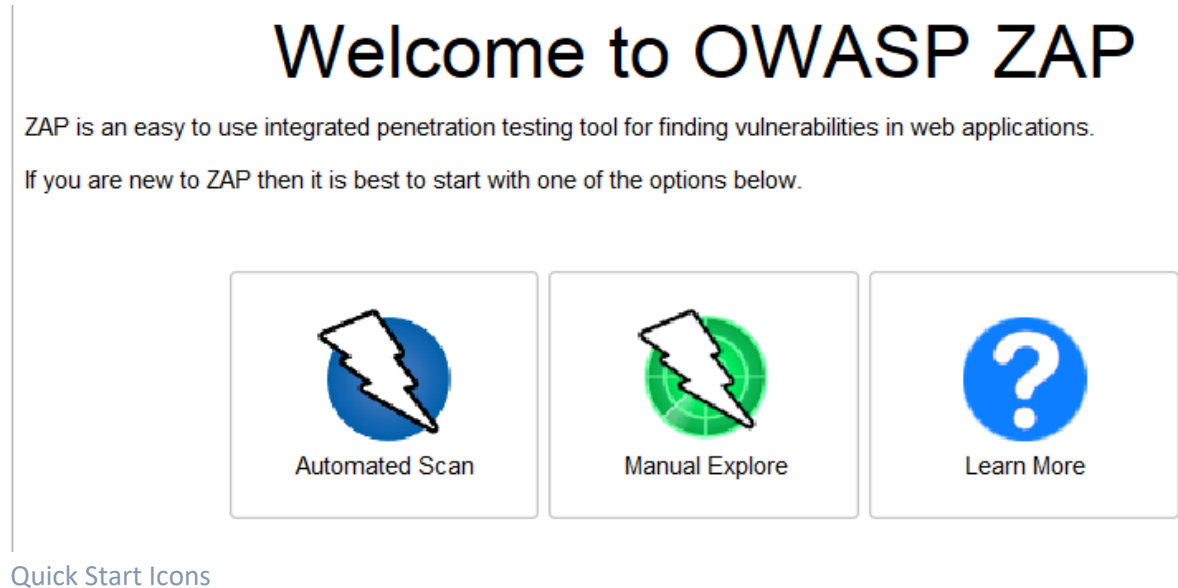 Welcome to OWASP ZAP
ZAP is an easy to use integrated penetration testing tool for finding vulnerabilities in web applications.
If you are new to ZAP then it is best to start with one of the options below.
Automated Scan
Manual Explore
Learn More
Quick Start Icons